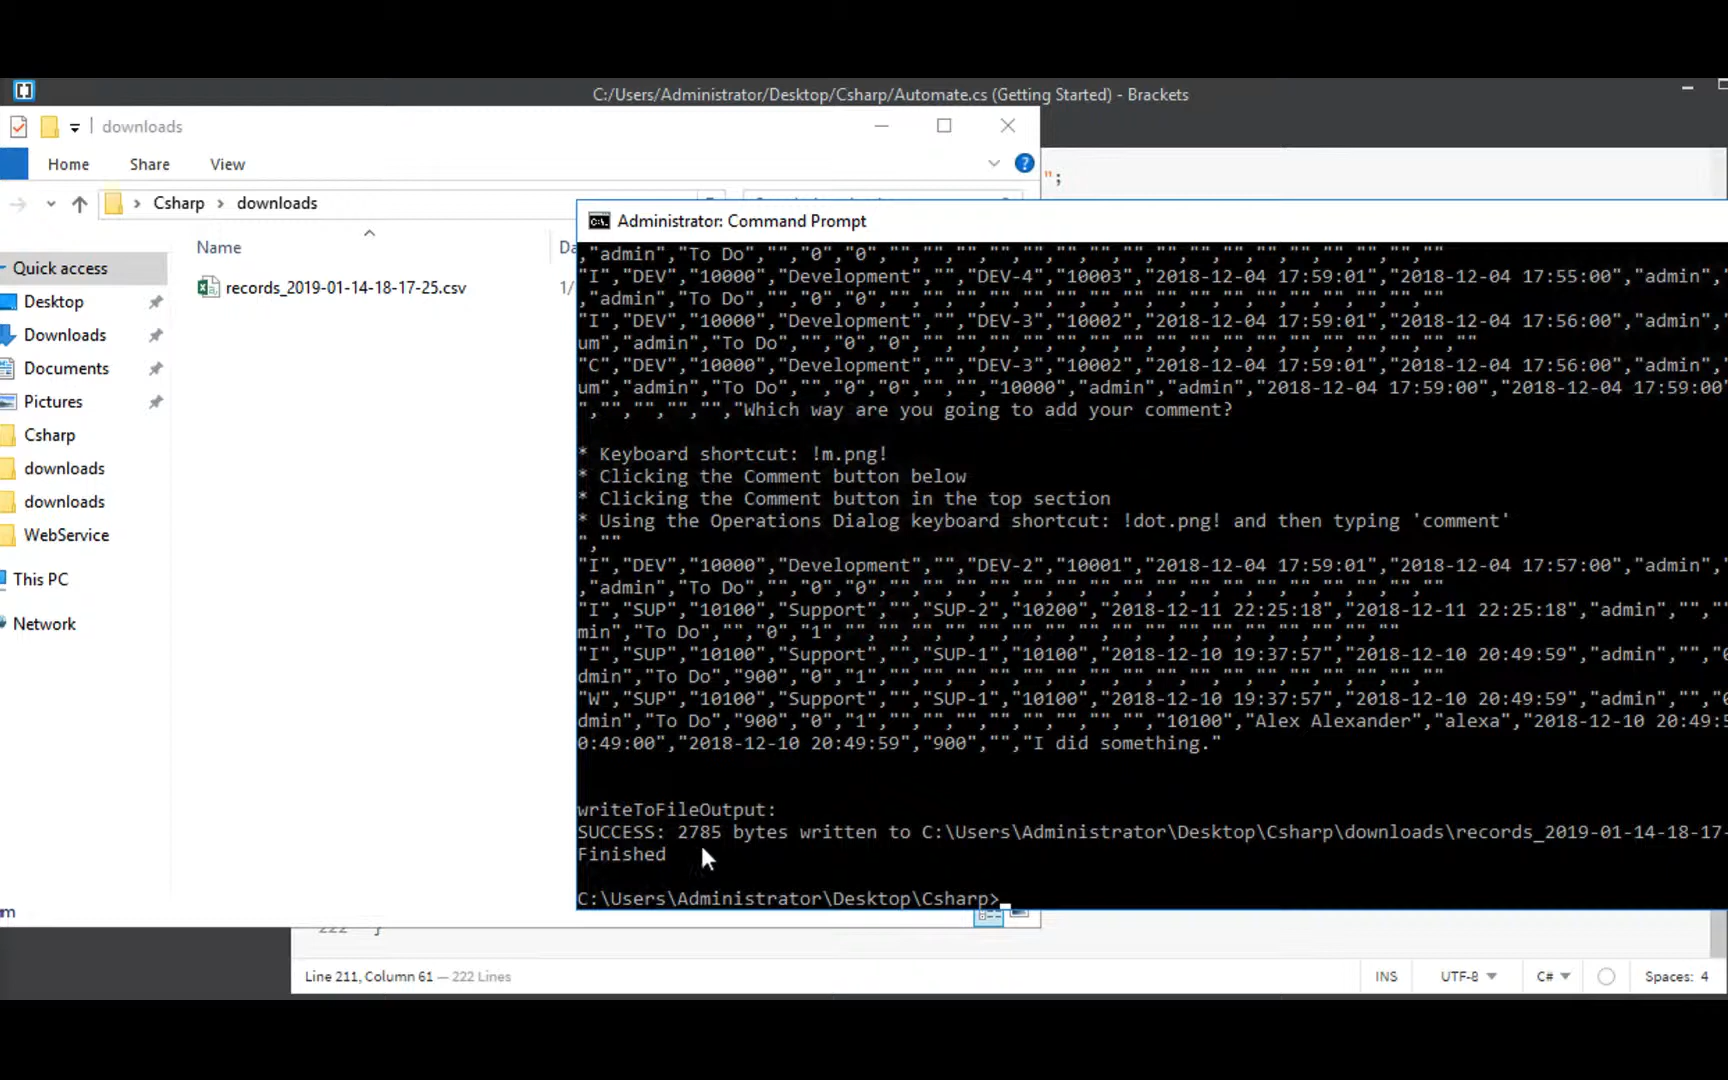 C:/Users/Administrator/Desktop/Csharp/Automate.cs (Getting Started) - Brackets
downloads
Home Share View
";
Csharp downloads
Name
records_2019-01-14-18-17-25.csv
Quick access
Desktop
Downloads
Documents
Pictures
Csharp
downloads
downloads
WebService
This PC
Network
Administrator: Command Prompt
,"admin","To Do","","0","0","","","","","","","","","","","","","",""
"I","DEV","10000","Development","","DEV-4","10003","2018-12-04 17:59:01","2018-12-04 17:55:00","admin",
,"admin","To Do","","0","0","","","","","","","","","","","","","",""
"I","DEV","10000","Development","","DEV-3","10002","2018-12-04 17:59:01","2018-12-04 17:56:00","admin",
um","admin","To Do","","0","0","","","","","","","","","","","","","",""
"C","DEV","10000","Development","","DEV-3","10002","2018-12-04 17:59:01","2018-12-04 17:56:00","admin",
um","admin","To Do","","0","0","","","10000","admin","admin","2018-12-04 17:59:00","2018-12-04 17:59:00"
","","","","","Which way are you going to add your comment?
* Keyboard shortcut: !m.png!
* Clicking the Comment button below
* Clicking the Comment button in the top section
* Using the Operations Dialog keyboard shortcut: !dot.png! and then typing 'comment'
",""
"I","DEV","10000","Development","","DEV-2","10001","2018-12-04 17:59:01","2018-12-04 17:57:00","admin",
,"admin","To Do","","0","0","","","","","","","","","","","","","",""
"I","SUP","10100","Support","","SUP-2","10200","2018-12-11 22:25:18","2018-12-11 22:25:18","admin","",
min","To Do","","0","1","","","","","","","","","","","","","",""
"I","SUP","10100","Support","","SUP-1","10100","2018-12-10 19:37:57","2018-12-10 20:49:59","admin","",
dmin","To Do","900","0","1","","","","","","","","","","","","","",""
"W","SUP","10100","Support","","SUP-1","10100","2018-12-10 19:37:57","2018-12-10 20:49:59","admin","",
dmin","To Do","900","0","1","","","","","","","","","10100","Alex Alexander","alexa","2018-12-10
0:49:00","2018-12-10 20:49:59","900","","I did something."
writeToFileOutput:
SUCCESS: 2785 bytes written to C:\Users\Administrator\Desktop\Csharp\downloads\records_2019-01-14-18-17-
Finished
C:\Users\Administrator\Desktop\Csharp>
222 }
Line 211, Column 61 — 222 Lines
INS UTF-8 C# Spaces: 4